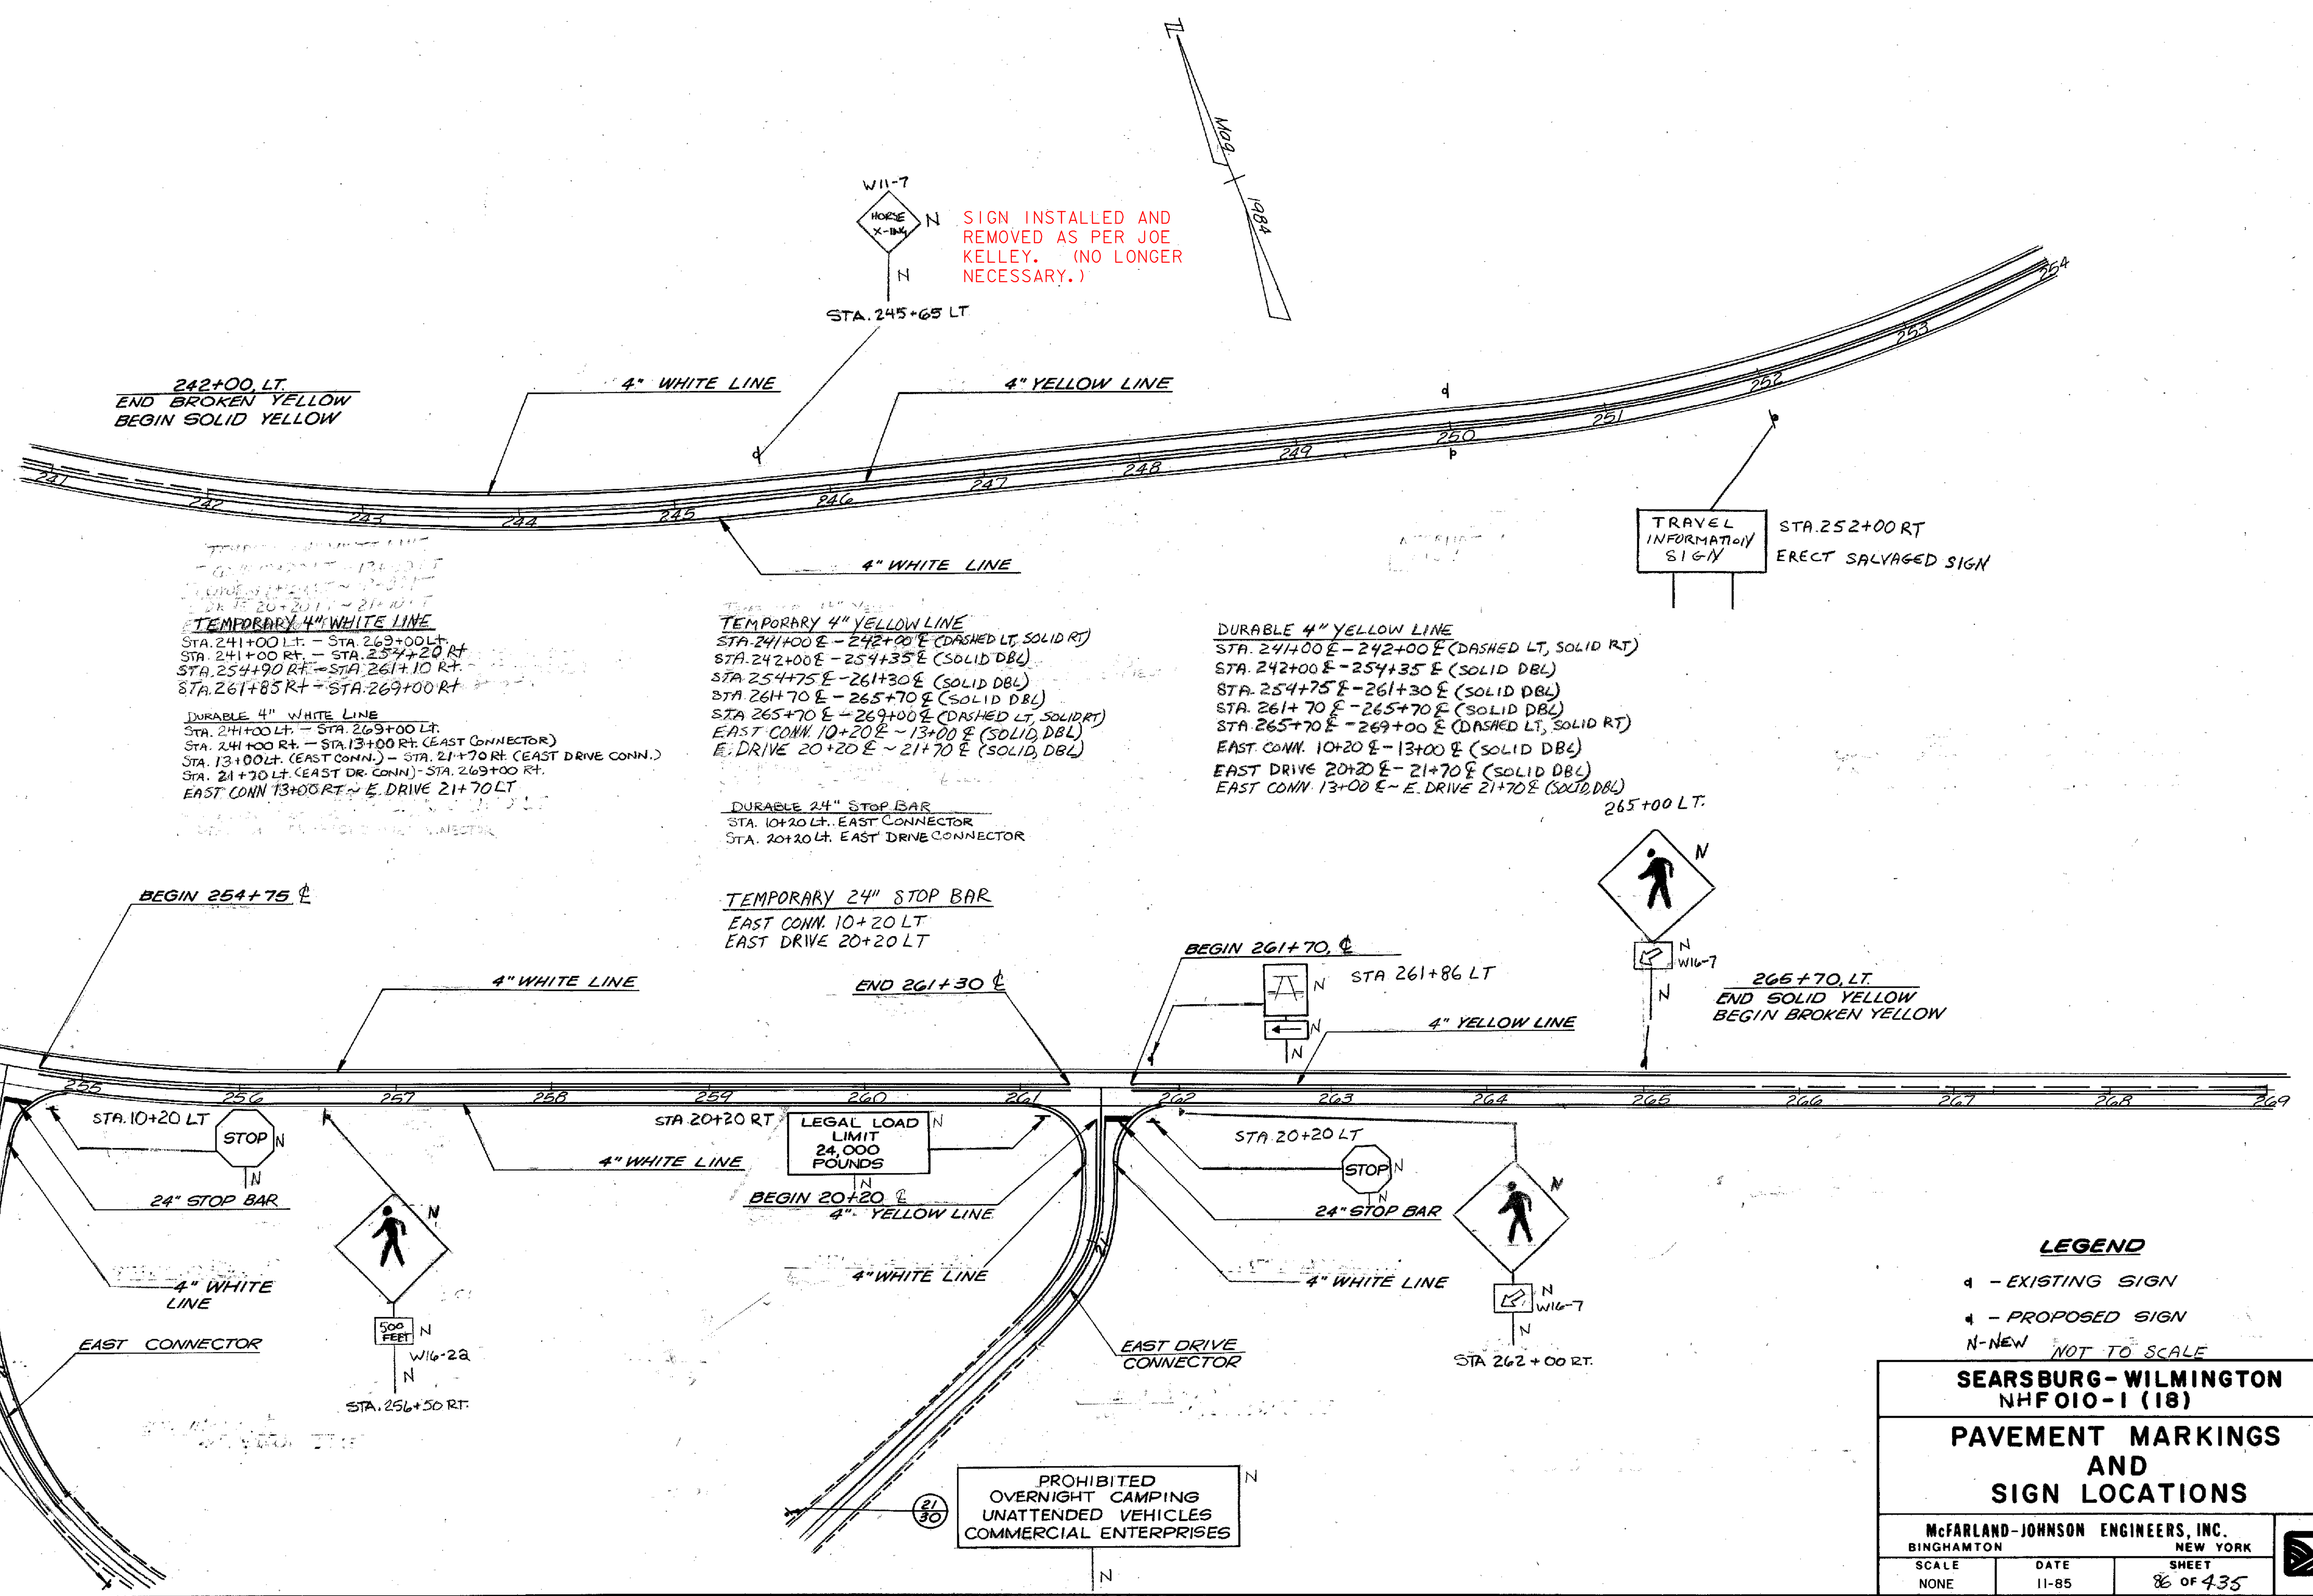 N
Mag.
1984
W11-7
HORSE
X-ING
N
N
SIGN INSTALLED AND
REMOVED AS PER JOE
KELLEY. (NO LONGER
NECESSARY.)
STA. 245+65 LT
242+00, LT.
END BROKEN YELLOW
BEGIN SOLID YELLOW
4" WHITE LINE
4" YELLOW LINE
241
242
243
244
245
246
247
248
249
250
251
252
253
254
4" WHITE LINE
TRAVEL
INFORMATION
SIGN
STA. 252+00 RT
ERECT SALVAGED SIGN
TEMPORARY 4" WHITE LINE
STA. 241+00 Lt. - STA. 269+00 Lt.
STA. 241+00 Rt. - STA. 254+20 Rt
STA 254+90 Rt - STA 261+10 Rt
STA 261+85 Rt - STA. 269+00 Rt
DURABLE 4" WHITE LINE
STA. 241+00 Lt. - STA. 269+00 Lt.
STA. 241+00 Rt. - STA. 13+00 Rt. (EAST CONNECTOR)
STA. 13+00 Lt. (EAST CONN.) - STA. 21+70 Rt. (EAST DRIVE CONN.)
STA. 21+70 Lt. (EAST DR. CONN) - STA. 269+00 Rt.
EAST CONN 13+00 RT ~ E. DRIVE 21+70 LT
TEMPORARY 4" YELLOW LINE
STA. 241+00 ℄ - 242+00 ℄ (DASHED LT, SOLID RT)
STA. 242+00 ℄ - 254+35 ℄ (SOLID DBL)
STA 254+75 ℄ - 261+30 ℄ (SOLID DBL)
STA. 261+70 ℄ - 265+70 ℄ (SOLID DBL)
STA 265+70 ℄ - 269+00 ℄ (DASHED LT, SOLID RT)
EAST CONN. 10+20 ℄ ~ 13+00 ℄ (SOLID, DBL)
E. DRIVE 20+20 ℄ ~ 21+70 ℄ (SOLID, DBL)
DURABLE 24" STOP BAR
STA. 10+20 Lt. EAST CONNECTOR
STA. 20+20 Lt. EAST DRIVE CONNECTOR
TEMPORARY 24" STOP BAR
EAST CONN. 10+20 LT
EAST DRIVE 20+20 LT
DURABLE 4" YELLOW LINE
STA. 241+00 ℄ - 242+00 ℄ (DASHED LT, SOLID RT)
STA. 242+00 ℄ - 254+35 ℄ (SOLID DBL)
STA. 254+75 ℄ - 261+30 ℄ (SOLID DBL)
STA. 261+70 ℄ - 265+70 ℄ (SOLID DBL)
STA. 265+70 ℄ - 269+00 ℄ (DASHED LT, SOLID RT)
EAST CONN. 10+20 ℄ - 13+00 ℄ (SOLID DBL)
EAST DRIVE 20+20 ℄ - 21+70 ℄ (SOLID DBL)
EAST CONN. 13+00 ℄ ~ E. DRIVE 21+70 ℄ (SOLID, DBL)
265+00 LT.
N
N
W16-7
N
BEGIN 254+75 ℄
4" WHITE LINE
END 261+30 ℄
BEGIN 261+70, ℄
N
STA 261+86 LT
N
N
4" YELLOW LINE
265+70, LT.
END SOLID YELLOW
BEGIN BROKEN YELLOW
255
256
257
258
259
260
261
262
263
264
265
266
267
268
269
STA. 10+20 LT
STOP
N
N
24" STOP BAR
4" WHITE LINE
STA 20+20 RT
LEGAL LOAD
LIMIT
24,000
POUNDS
N
N
BEGIN 20+20 ℄
4" YELLOW LINE
STA. 20+20 LT
STOP
N
N
24" STOP BAR
N
N
W16-7
N
STA 262+00 RT.
4" WHITE
LINE
N
500
FEET
N
W16-2a
N
STA. 256+50 RT.
EAST CONNECTOR
4" WHITE LINE
4" WHITE LINE
21
EAST DRIVE
CONNECTOR
21
30
PROHIBITED
OVERNIGHT CAMPING
UNATTENDED VEHICLES
COMMERCIAL ENTERPRISES
N
N
LEGEND
- EXISTING SIGN
- PROPOSED SIGN
N-NEW
NOT TO SCALE
SEARSBURG-WILMINGTON
NHF 010-1 (18)
PAVEMENT MARKINGS
AND
SIGN LOCATIONS
McFARLAND-JOHNSON ENGINEERS, INC.
BINGHAMTON NEW YORK
SCALE
NONE
DATE
11-85
SHEET
86 OF 435